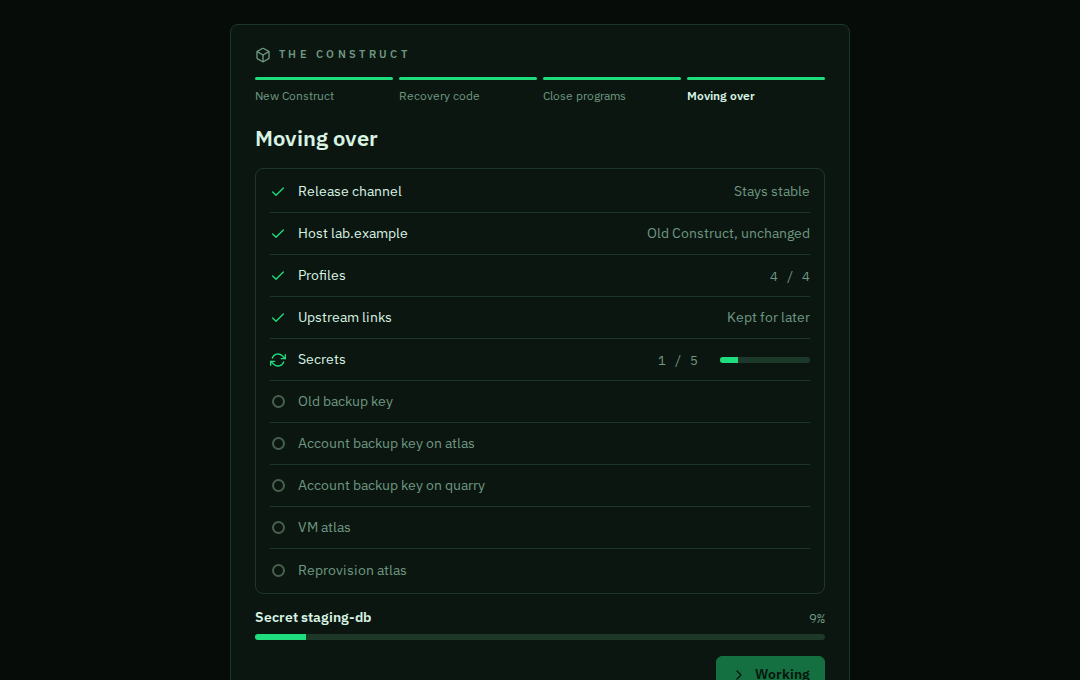 THE CONSTRUCT
New Construct Recovery code Close programs Moving over
Moving over
Release channel Stays stable
Host lab.example Old Construct, unchanged
Profiles 4 / 4
Upstream links Kept for later
Secrets 1 / 5
Old backup key
Account backup key on atlas
Account backup key on quarry
VM atlas
Reprovision atlas
Secret staging-db 9%
Working